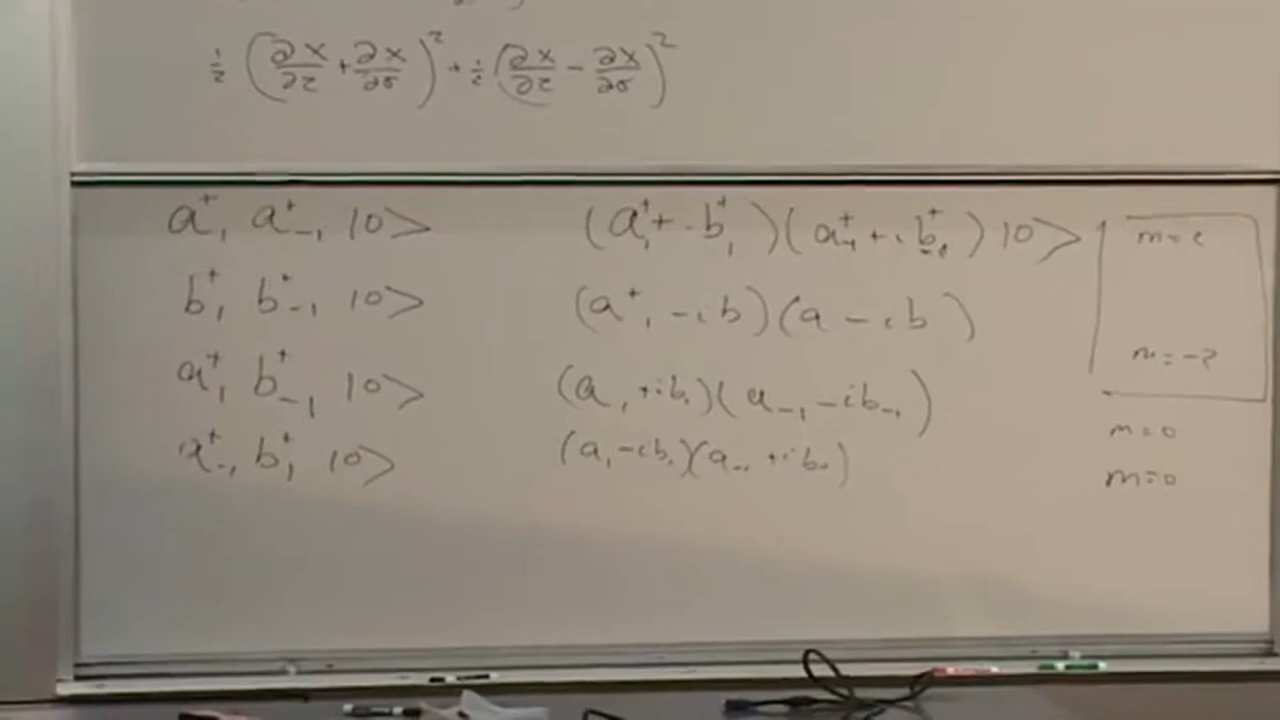 ½ (∂X/∂τ + ∂X/∂σ)² + ½ (∂X/∂τ − ∂X/∂σ)²
a⁺₁ a⁺₋₁ |0> (a⁺₁ + i b⁺₁)(a⁺₋₁ + i b⁺₋₁)|0> m=2
b⁺₁ b⁺₋₁ |0> (a⁺₁ − i b)(a − i b) m=−2
a⁺₁ b⁺₋₁ |0> (a₁ + i b₁)(a₋₁ − i b₋₁) m=0
a⁺₋₁ b⁺₁ |0> (a₁ − i b₁)(a₋₁ + i b₋₁) m=0